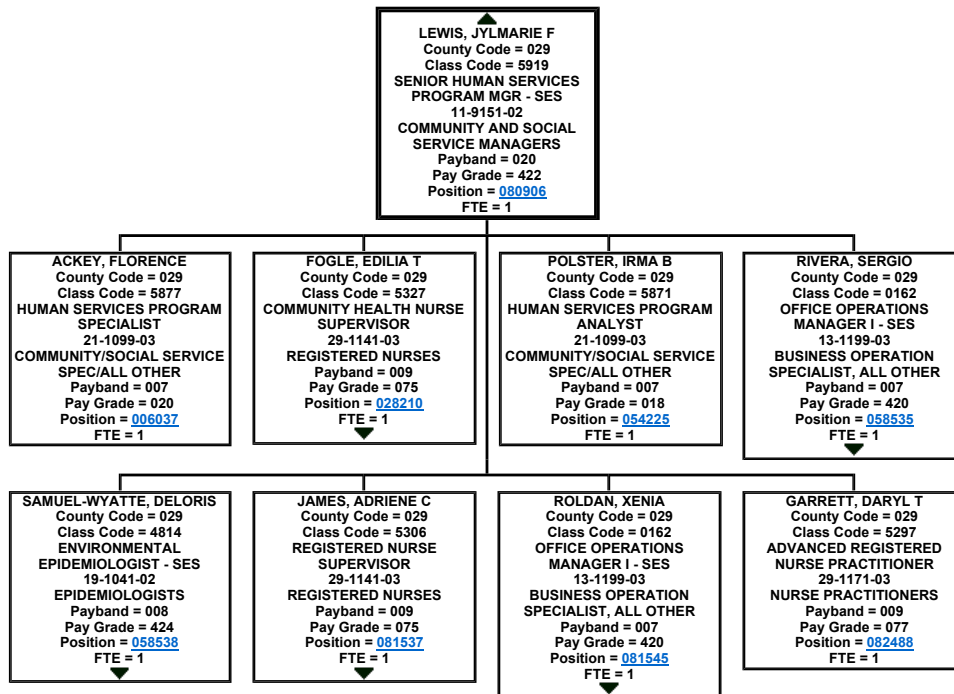 LEWIS, JYLMARIE F
County Code = 029
Class Code = 5919
SENIOR HUMAN SERVICES
PROGRAM MGR - SES
11-9151-02
COMMUNITY AND SOCIAL
SERVICE MANAGERS
Payband = 020
Pay Grade = 422
Position = 080906
FTE = 1
ACKEY, FLORENCE
County Code = 029
Class Code = 5877
HUMAN SERVICES PROGRAM
SPECIALIST
21-1099-03
COMMUNITY/SOCIAL SERVICE
SPEC/ALL OTHER
Payband = 007
Pay Grade = 020
Position = 006037
FTE = 1
FOGLE, EDILIA T
County Code = 029
Class Code = 5327
COMMUNITY HEALTH NURSE
SUPERVISOR
29-1141-03
REGISTERED NURSES
Payband = 009
Pay Grade = 075
Position = 028210
FTE = 1
POLSTER, IRMA B
County Code = 029
Class Code = 5871
HUMAN SERVICES PROGRAM
ANALYST
21-1099-03
COMMUNITY/SOCIAL SERVICE
SPEC/ALL OTHER
Payband = 007
Pay Grade = 018
Position = 054225
FTE = 1
RIVERA, SERGIO
County Code = 029
Class Code = 0162
OFFICE OPERATIONS
MANAGER I - SES
13-1199-03
BUSINESS OPERATION
SPECIALIST, ALL OTHER
Payband = 007
Pay Grade = 420
Position = 058535
FTE = 1
SAMUEL-WYATTE, DELORIS
County Code = 029
Class Code = 4814
ENVIRONMENTAL
EPIDEMIOLOGIST - SES
19-1041-02
EPIDEMIOLOGISTS
Payband = 008
Pay Grade = 424
Position = 058538
FTE = 1
JAMES, ADRIENE C
County Code = 029
Class Code = 5306
REGISTERED NURSE
SUPERVISOR
29-1141-03
REGISTERED NURSES
Payband = 009
Pay Grade = 075
Position = 081537
FTE = 1
ROLDAN, XENIA
County Code = 029
Class Code = 0162
OFFICE OPERATIONS
MANAGER I - SES
13-1199-03
BUSINESS OPERATION
SPECIALIST, ALL OTHER
Payband = 007
Pay Grade = 420
Position = 081545
FTE = 1
GARRETT, DARYL T
County Code = 029
Class Code = 5297
ADVANCED REGISTERED
NURSE PRACTITIONER
29-1171-03
NURSE PRACTITIONERS
Payband = 009
Pay Grade = 077
Position = 082488
FTE = 1